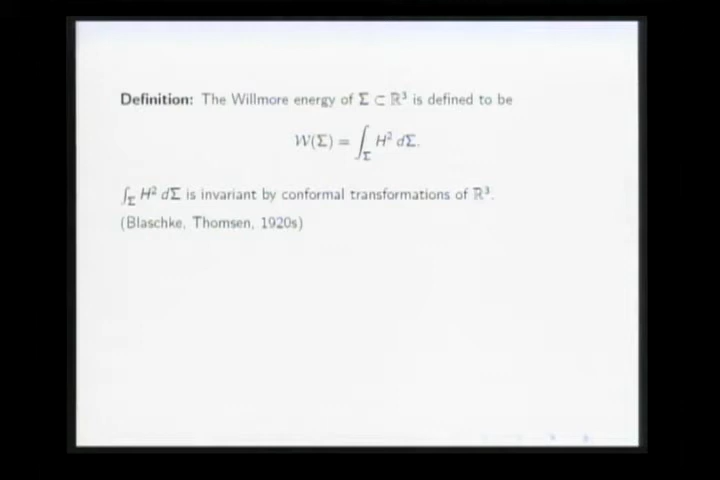 Definition: The Willmore energy of Σ ⊂ ℝ³ is defined to be
W(Σ) = ∫_Σ H² dΣ.
∫_Σ H² dΣ is invariant by conformal transformations of ℝ³.
(Blaschke, Thomsen, 1920s)